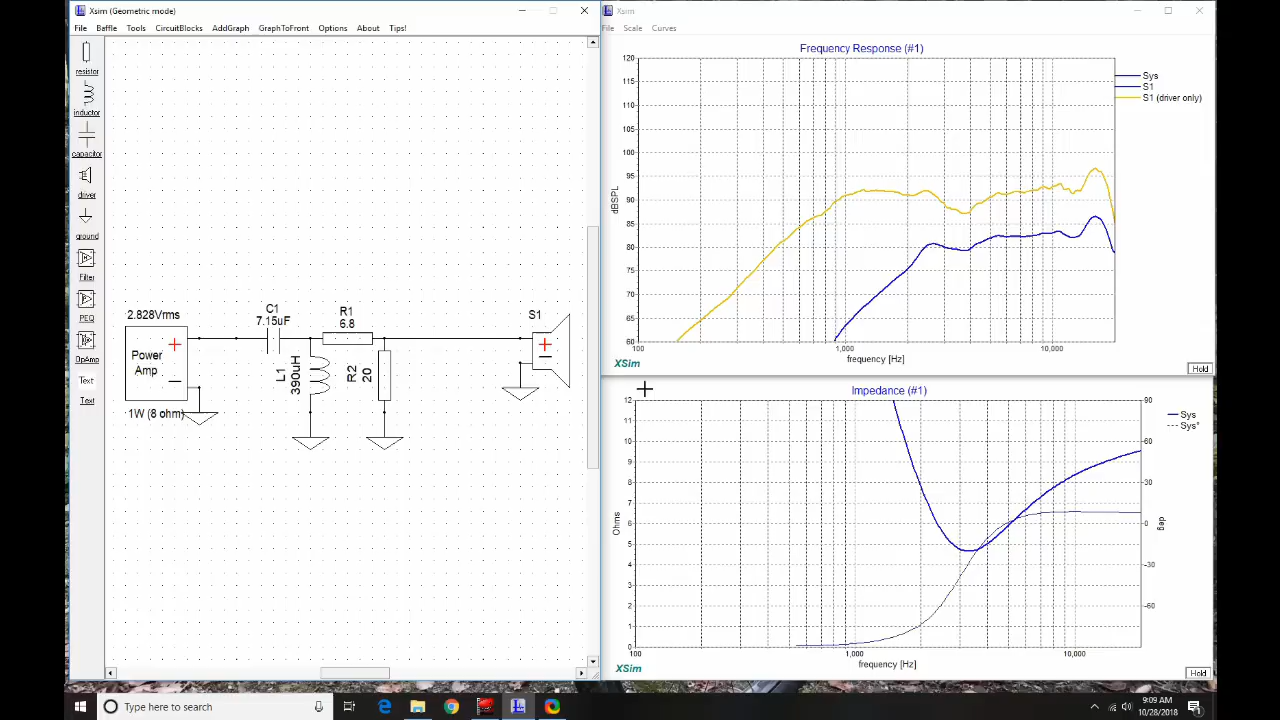 Xsim (Geometric mode)
File Baffle Tools CircuitBlocks AddGraph GraphToFront Options About Tips!
resistor
inductor
capacitor
driver
ground
Filter
PEQ
OpAmp
Text
Text
2.828Vrms
Power
Amp
1W (8 ohm)
C1
7.15uF
R1
6.8
L1
390uH
R2
20
S1
Xsim
File Scale Curves
Frequency Response (#1)
Sys
S1
S1 (driver only)
120
115
110
105
100
95
90
85
80
75
70
65
60
dBSPL
100 1,000 10,000
frequency [Hz]
XSim
Hold
Impedance (#1)
Sys
Sys°
12
11
10
9
8
7
6
5
4
3
2
1
0
Ohms
90
60
30
0
-30
-60
deg
100 1,000 10,000
frequency [Hz]
XSim
Hold
Type here to search
9:09 AM
10/28/2018